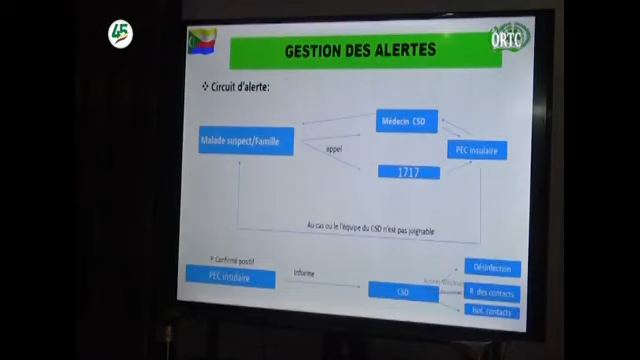 45
ORTC
GESTION DES ALERTES
Circuit d'alerte:
Médecin CSD
Malade suspect/Famille
appel
PEC insulaire
1717
Au cas ou le l'équipe du CSD n'est pas joignable
P. Confirmé positif
PEC insulaire
Informe
CSD
Désinfection
R. des contacts
Isol. contacts